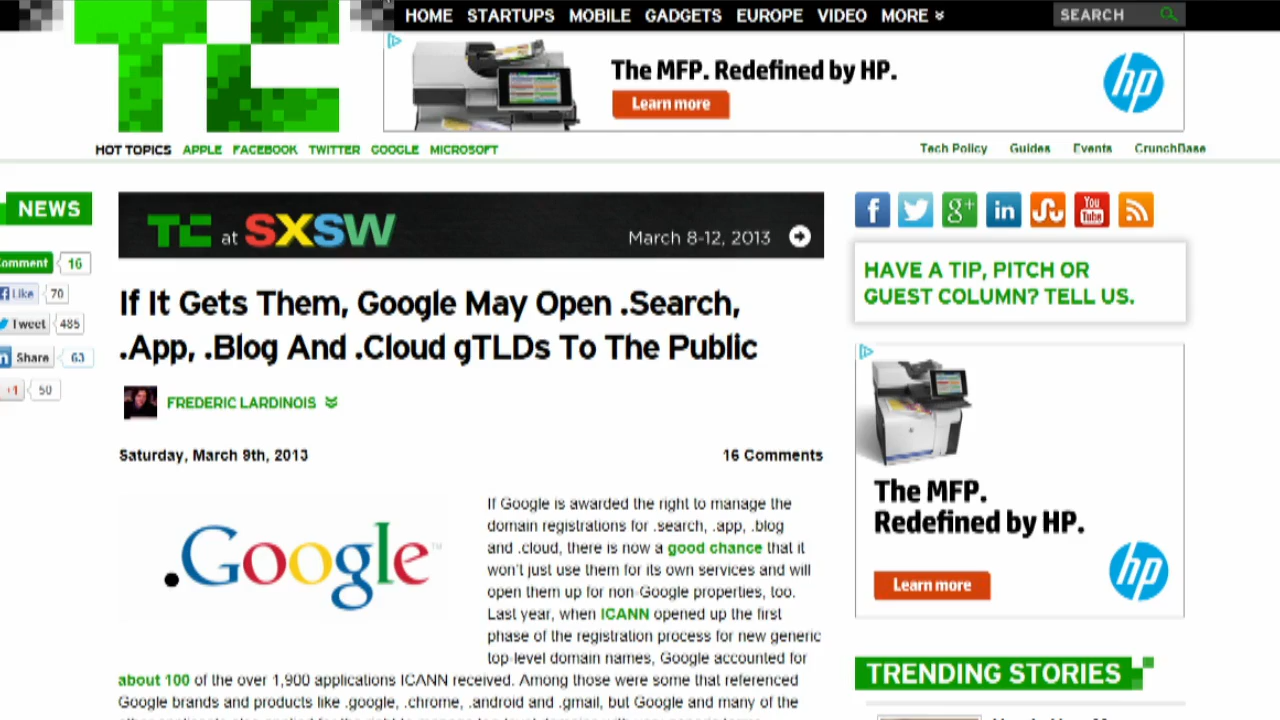 HOME STARTUPS MOBILE GADGETS EUROPE VIDEO MORE
SEARCH
TC
The MFP. Redefined by HP.
Learn more
hp
HOT TOPICS APPLE FACEBOOK TWITTER GOOGLE MICROSOFT
Tech Policy Guides Events CrunchBase
NEWS
omment 16
Like 70
Tweet 485
in Share 63
+1 50
TC at SXSW
March 8-12, 2013
If It Gets Them, Google May Open .Search,
.App, .Blog And .Cloud gTLDs To The Public
FREDERIC LARDINOIS
Saturday, March 9th, 2013
16 Comments
.Google™
If Google is awarded the right to manage the
domain registrations for .search, .app, .blog
and .cloud, there is now a good chance that it
won't just use them for its own services and will
open them up for non-Google properties, too.
Last year, when ICANN opened up the first
phase of the registration process for new generic
top-level domain names, Google accounted for
about 100 of the over 1,900 applications ICANN received. Among those were some that referenced
Google brands and products like .google, .chrome, .android and .gmail, but Google and many of the
f g+ in You Tube
HAVE A TIP, PITCH OR
GUEST COLUMN? TELL US.
The MFP.
Redefined by HP.
Learn more
hp
TRENDING STORIES